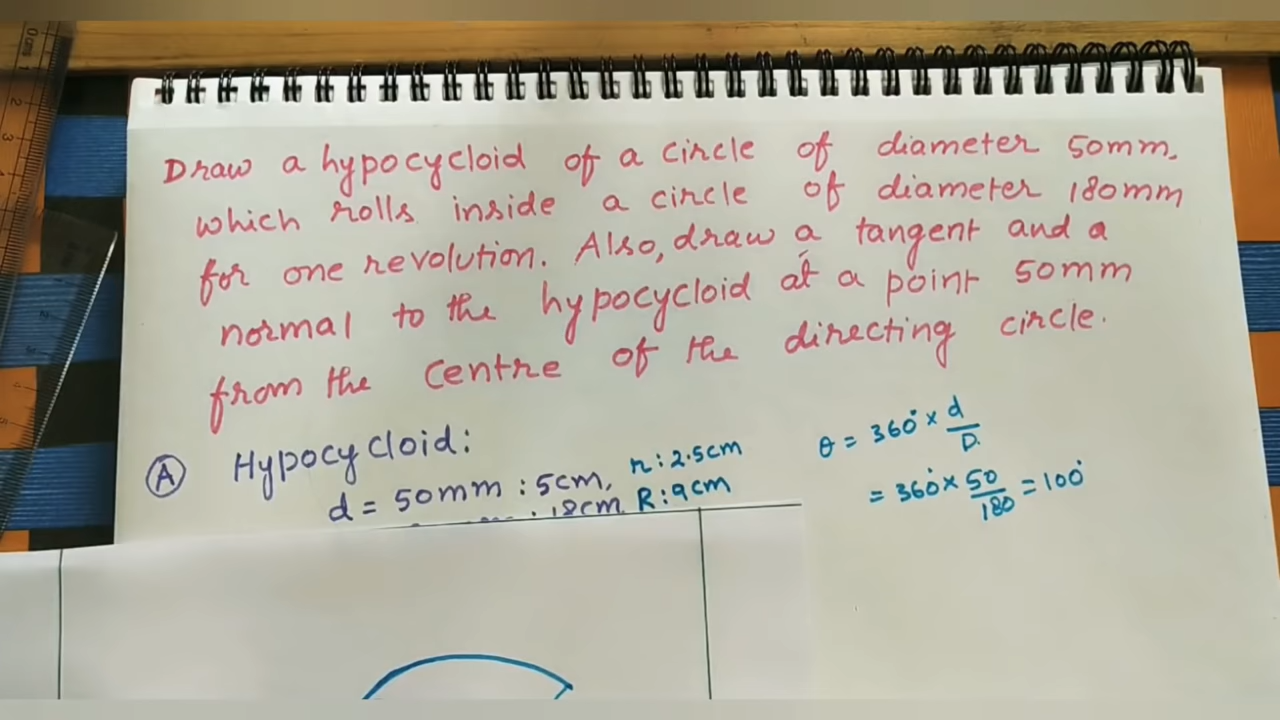 Draw a hypocycloid of a circle of diameter 50mm.
which rolls inside a circle of diameter 180mm
for one revolution. Also, draw a tangent and a
normal to the hypocycloid at a point 50mm
from the centre of the directing circle.
A Hypocycloid:
d = 50mm : 5cm, r : 2.5cm
: 18cm R : 9cm
θ = 360° × d/D.
= 360° × 50/180 = 100°